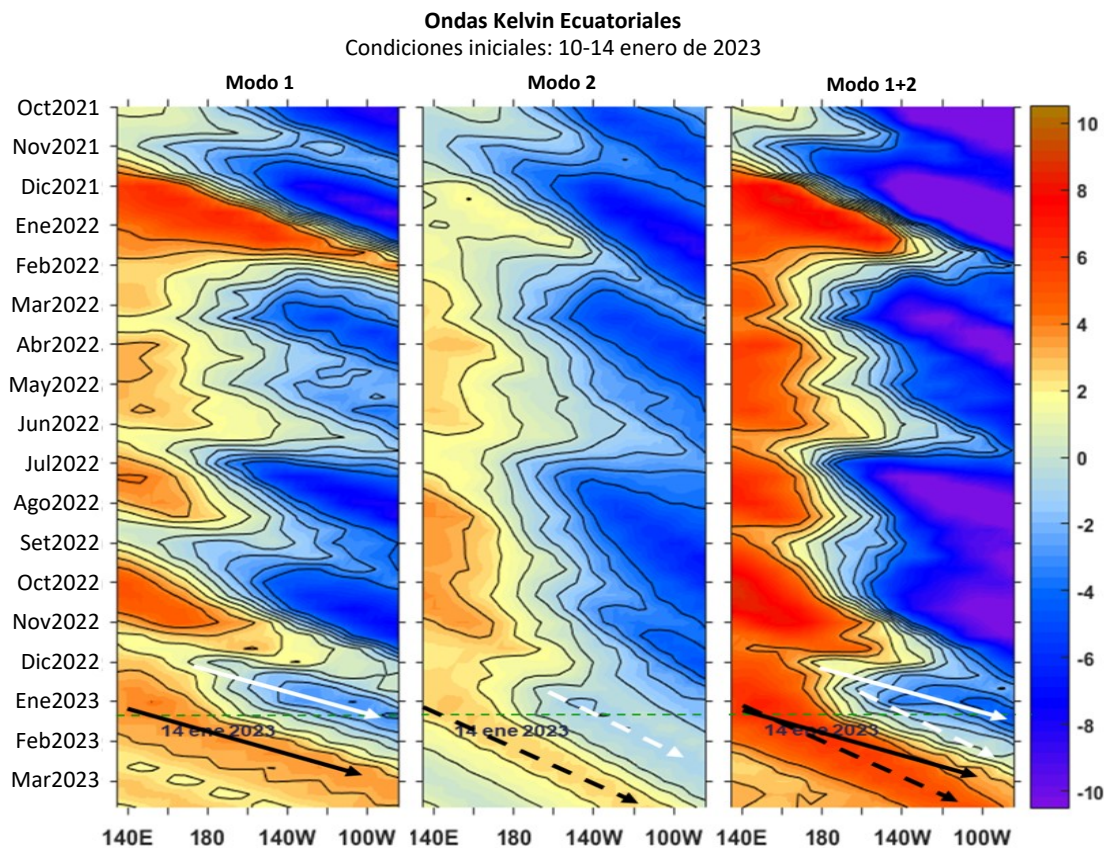 Ondas Kelvin Ecuatoriales
Condiciones iniciales: 10-14 enero de 2023
Modo 1 Modo 2 Modo 1+2
Oct2021
Nov2021
Dic2021
Ene2022
Feb2022
Mar2022
Abr2022
May2022
Jun2022
Jul2022
Ago2022
Set2022
Oct2022
Nov2022
Dic2022
Ene2023
Feb2023
Mar2023
14 ene 2023 14 ene 2023 14 ene 2023
140E 180 140W 100W 140E 180 140W 100W 140E 180 140W 100W
10
8
6
4
2
0
-2
-4
-6
-8
-10